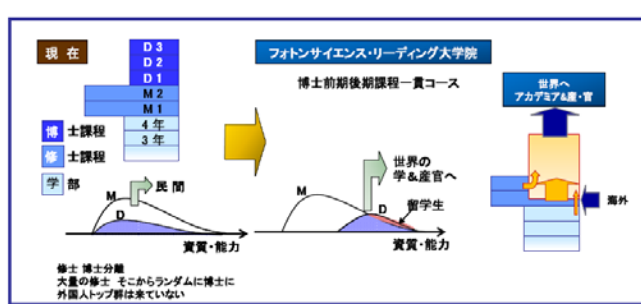 現在
D3
D2
D1
M2
M1
4年
3年
博士課程
修士課程
学部
M
D
民間
資質・能力
修士 博士分離
大量の修士 そこからランダムに博士に
外国人トップ群は来ていない
フォトンサイエンス・リーディング大学院
博士前期後期課程一貫コース
世界の
学&産官へ
M
D
留学生
資質・能力
世界へ
アカデミア&産・官
海外